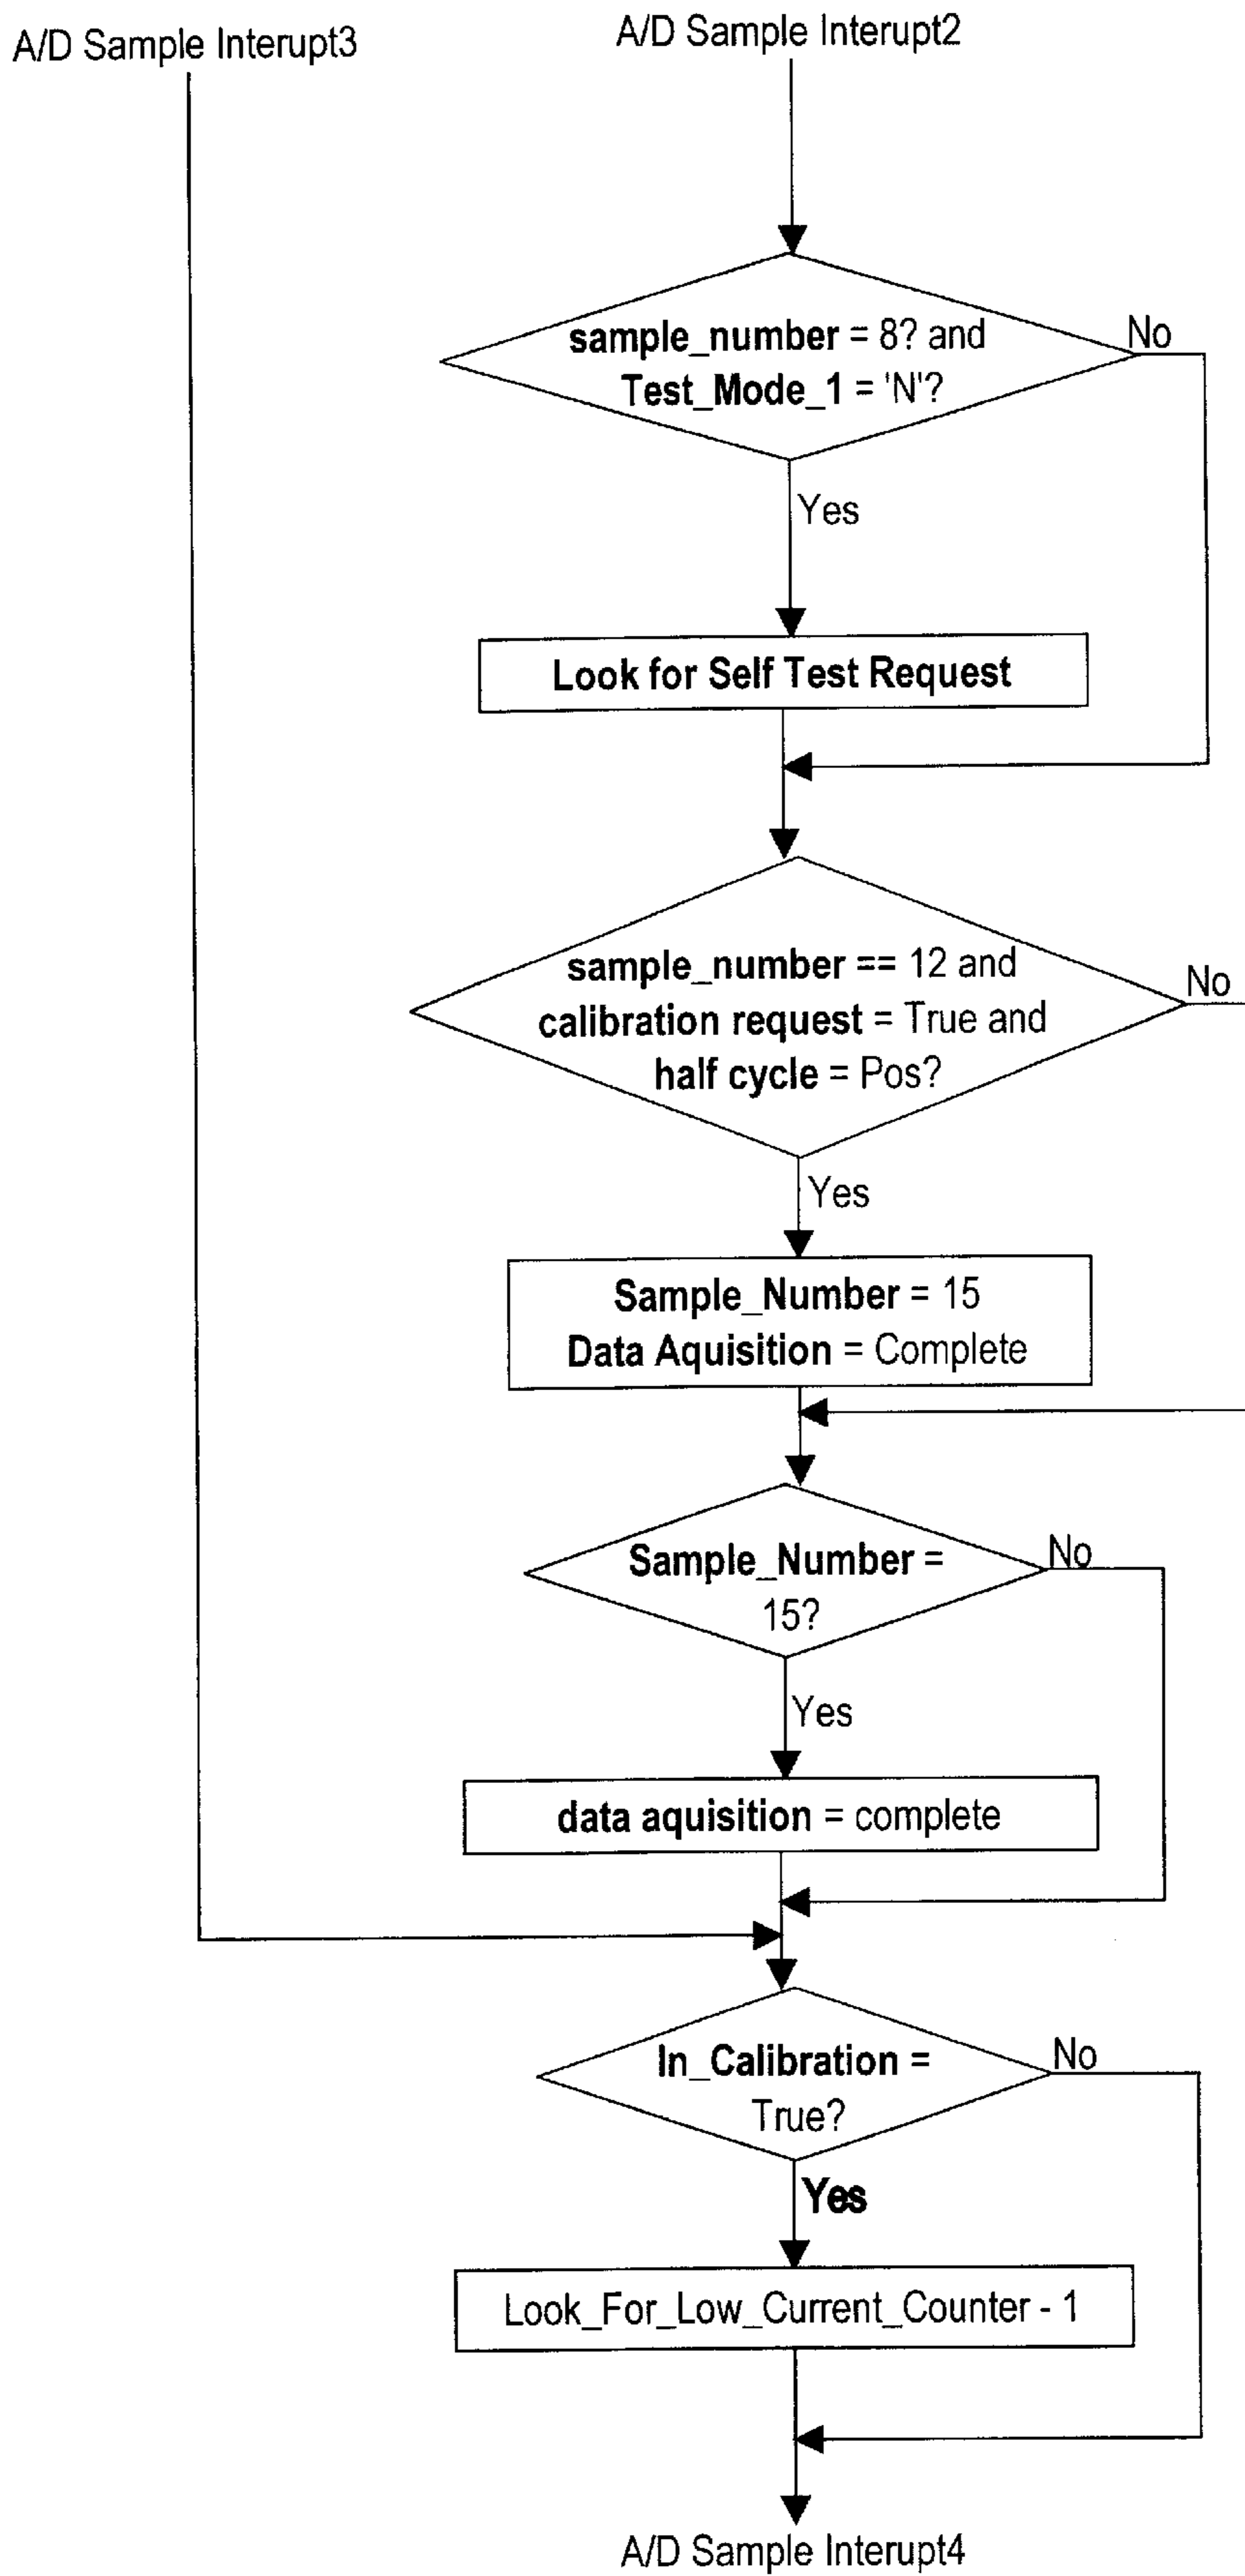 A/D Sample Interupt3
A/D Sample Interupt2
sample_number = 8? and
Test_Mode_1 = 'N'?
No
Yes
Look for Self Test Request
sample_number == 12 and
calibration request = True and
half cycle = Pos?
No
Yes
Sample_Number = 15
Data Aquisition = Complete
Sample_Number =
15?
No
Yes
data aquisition = complete
In_Calibration =
True?
No
Yes
Look_For_Low_Current_Counter - 1
A/D Sample Interupt4